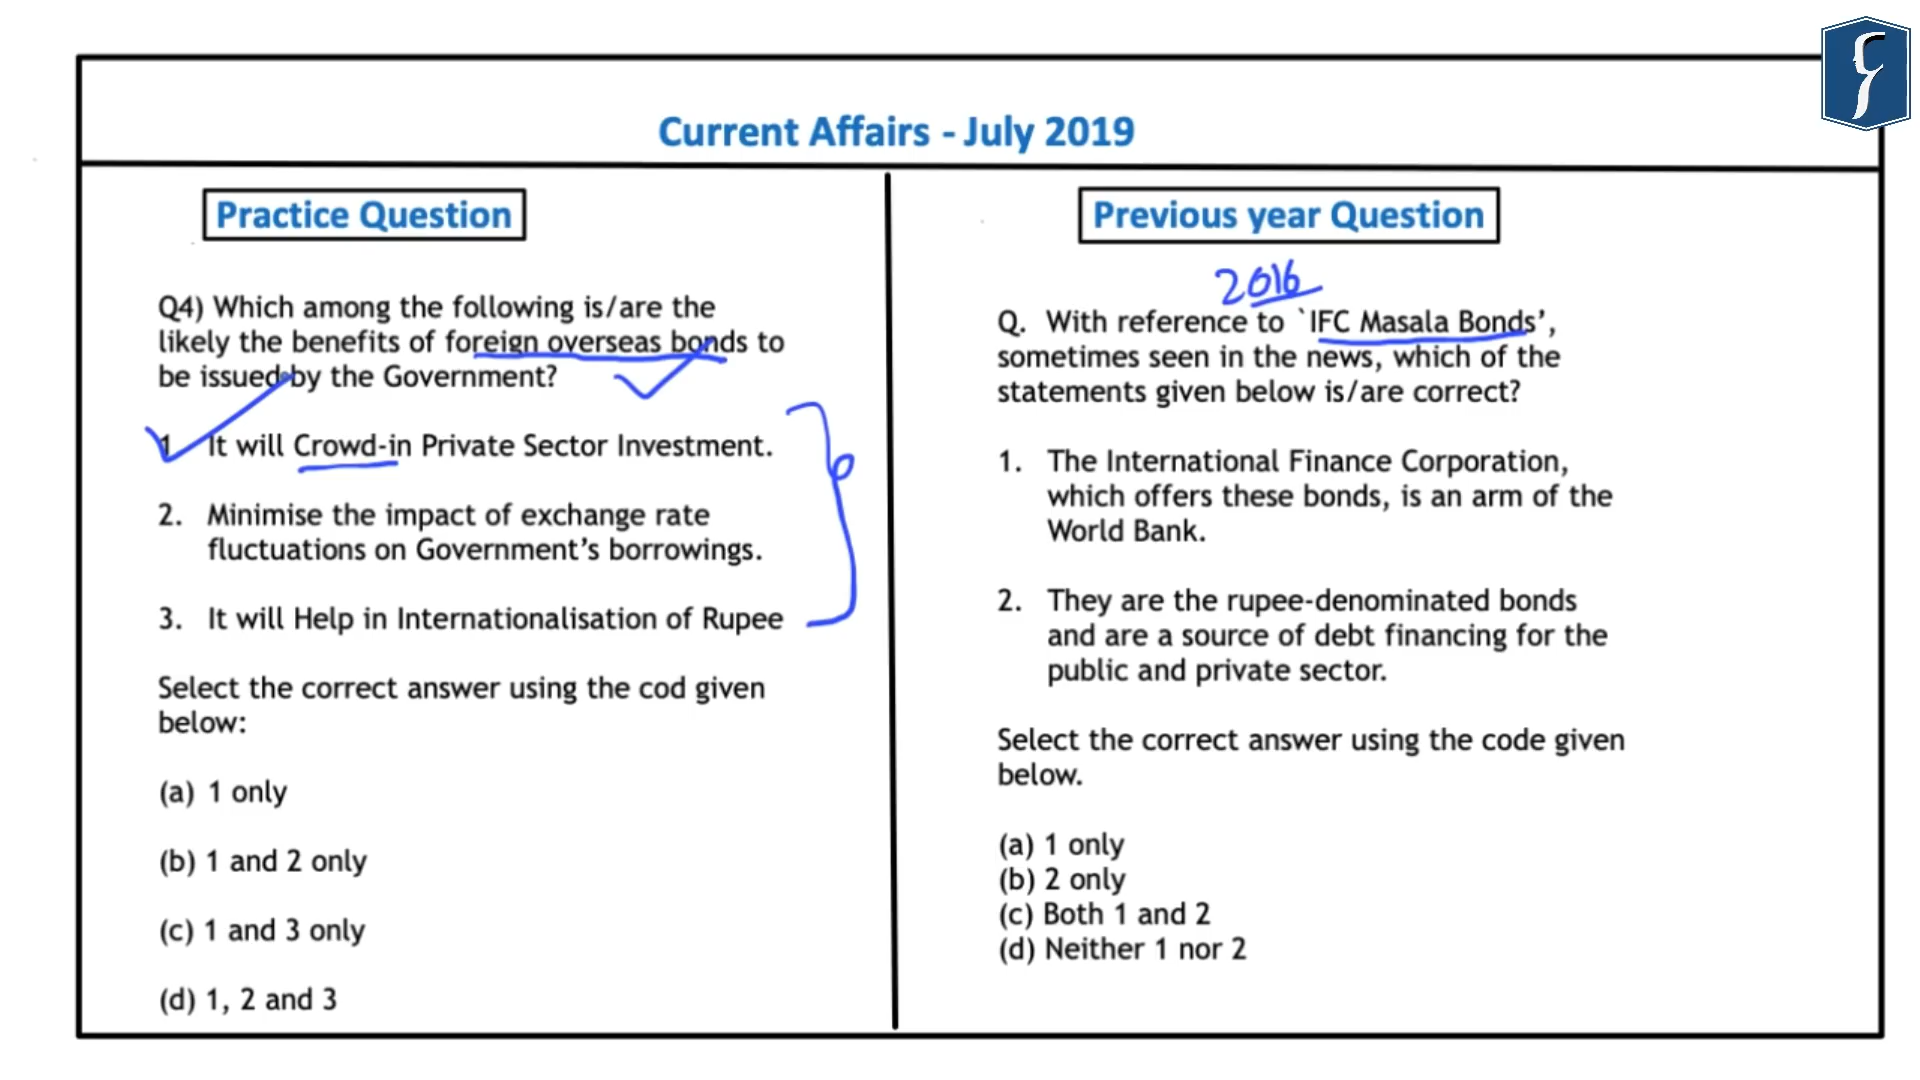 Current Affairs - July 2019
Practice Question
Q4) Which among the following is/are the
likely the benefits of foreign overseas bonds to
be issued by the Government?
1. It will Crowd-in Private Sector Investment.
2. Minimise the impact of exchange rate
fluctuations on Government's borrowings.
3. It will Help in Internationalisation of Rupee
Select the correct answer using the cod given
below:
(a) 1 only
(b) 1 and 2 only
(c) 1 and 3 only
(d) 1, 2 and 3
Previous year Question
2016
Q. With reference to `IFC Masala Bonds',
sometimes seen in the news, which of the
statements given below is/are correct?
1. The International Finance Corporation,
which offers these bonds, is an arm of the
World Bank.
2. They are the rupee-denominated bonds
and are a source of debt financing for the
public and private sector.
Select the correct answer using the code given
below.
(a) 1 only
(b) 2 only
(c) Both 1 and 2
(d) Neither 1 nor 2